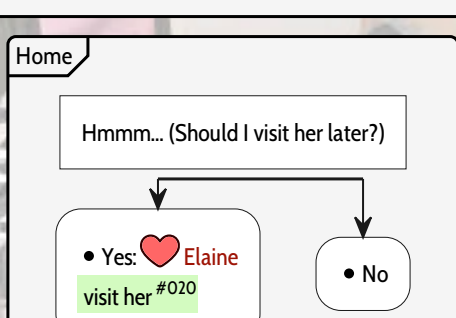 Home
Hmmm... (Should I visit her later?)
• Yes: ❤ Elaine
visit her #020
• No